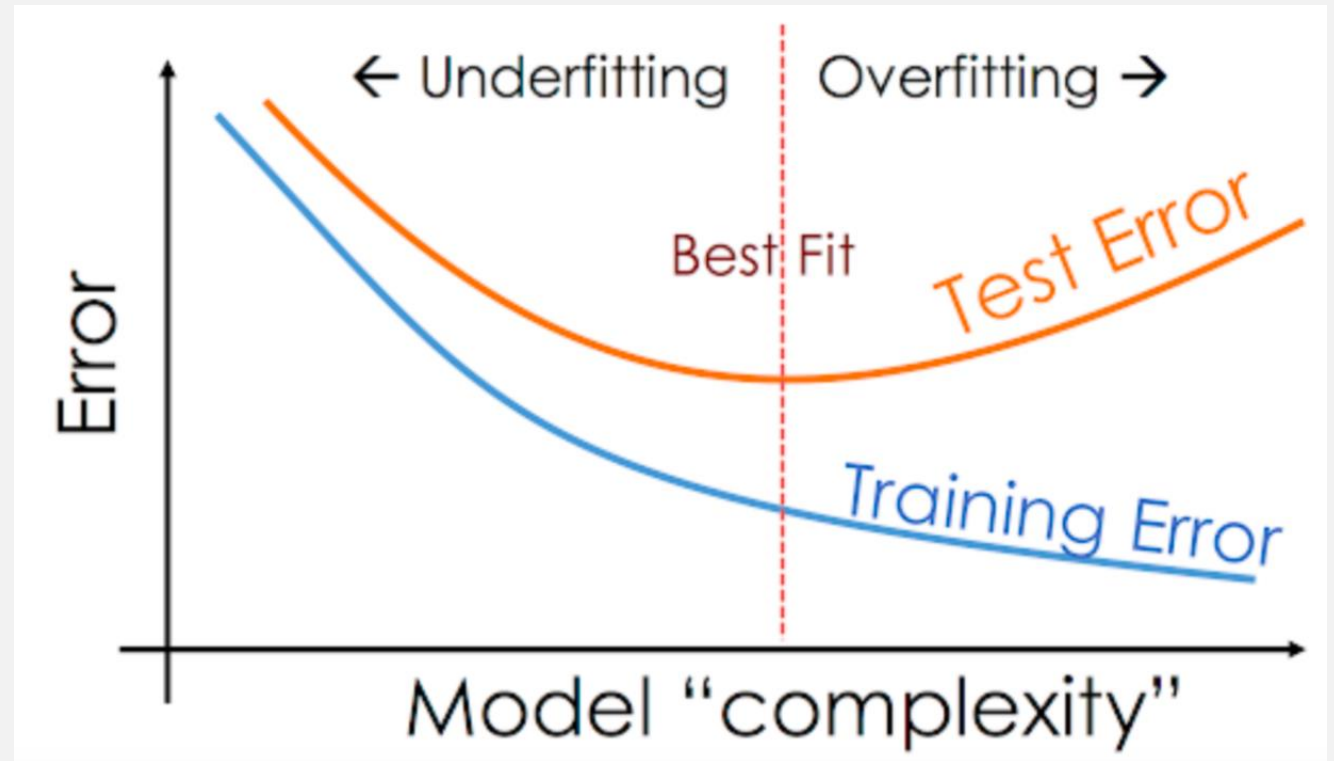 ← Underfitting
Overfitting →
Best Fit
Test Error
Error
Training Error
Model “complexity”